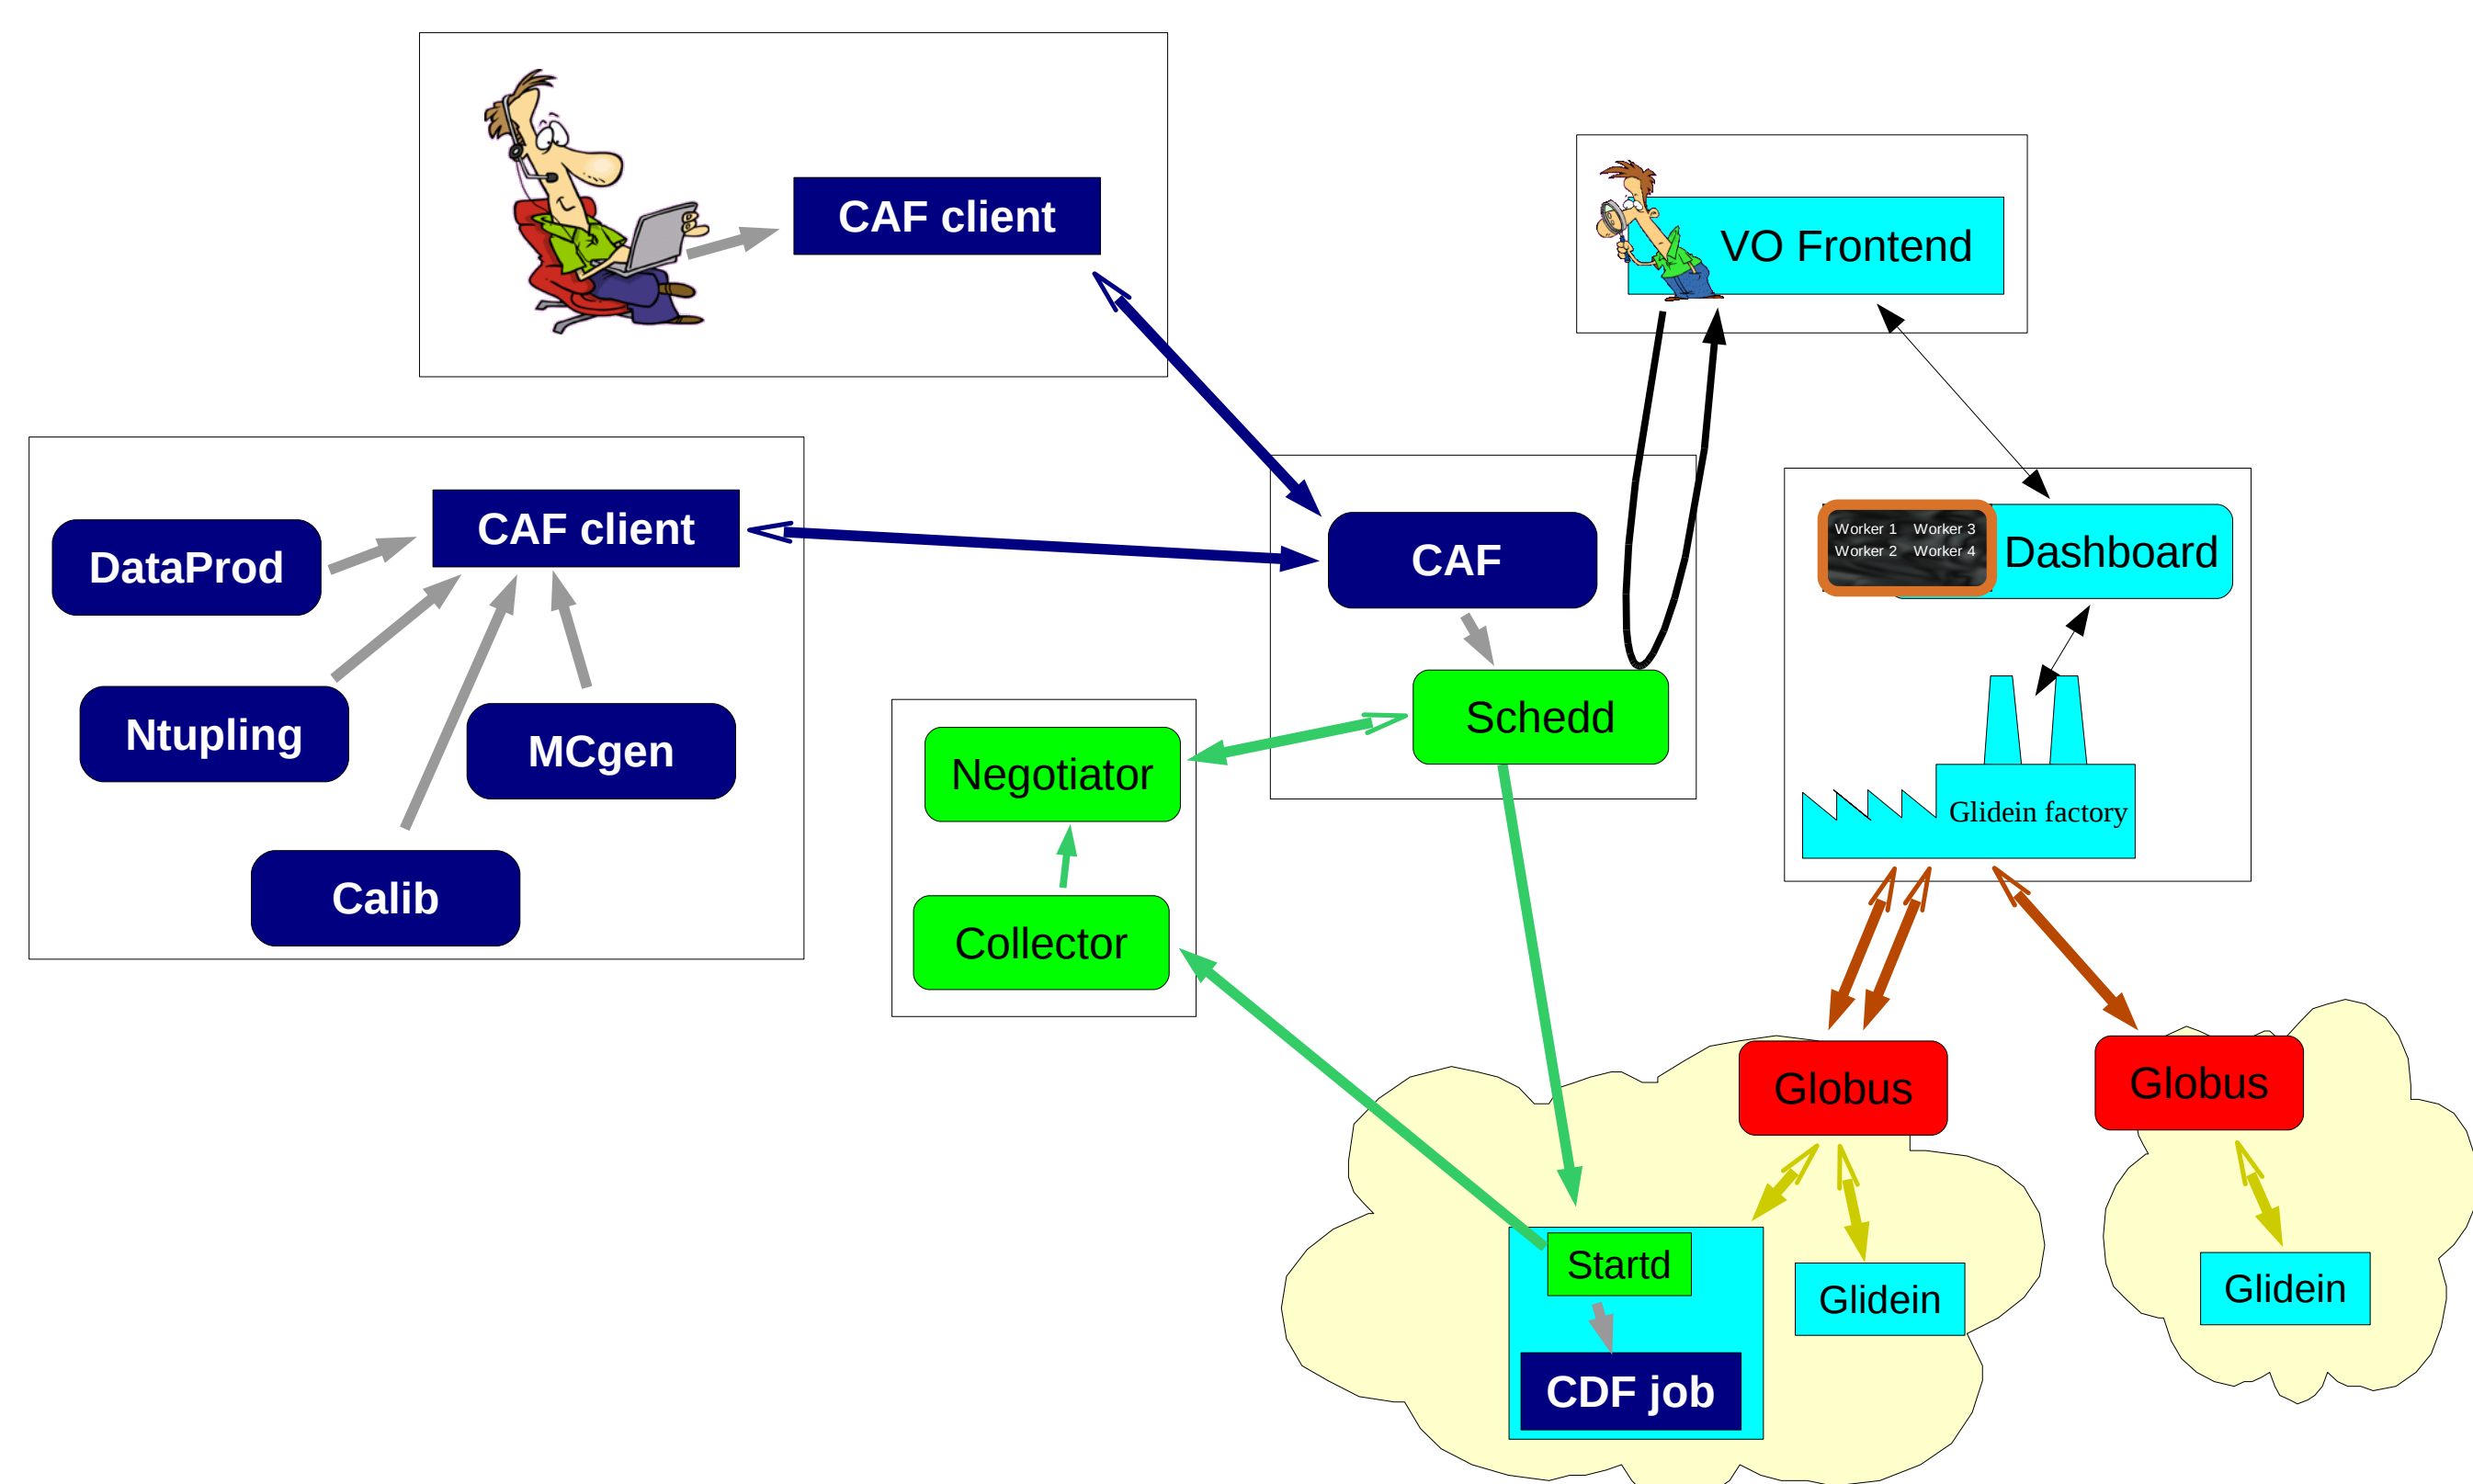 CAF client
VO Frontend
CAF client
DataProd
Ntupling
MCgen
Calib
CAF
Schedd
Negotiator
Collector
Worker 1 Worker 3
Worker 2 Worker 4
Dashboard
Glidein factory
Globus
Globus
Startd
CDF job
Glidein
Glidein